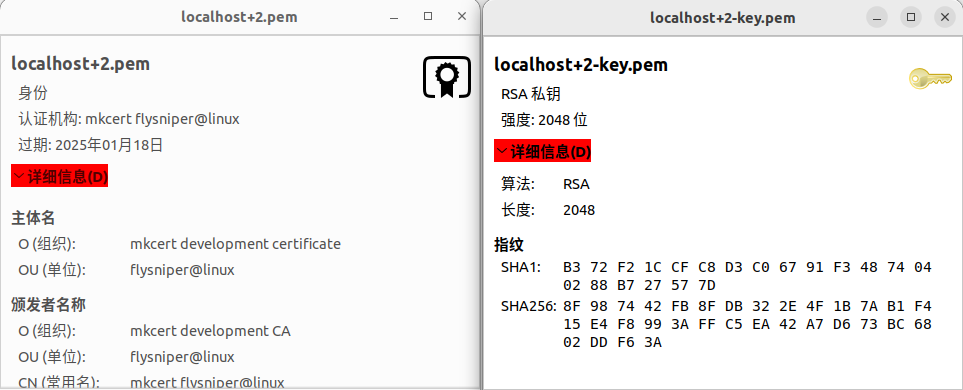 localhost+2.pem
localhost+2.pem
身份
认证机构: mkcert flysniper@linux
过期: 2025年01月18日
详细信息(D)
主体名
O (组织): mkcert development certificate
OU (单位): flysniper@linux
颁发者名称
O (组织): mkcert development CA
OU (单位): flysniper@linux
CN (常用名): mkcert flysniper@linux
localhost+2-key.pem
localhost+2-key.pem
RSA 私钥
强度: 2048 位
详细信息(D)
算法: RSA
长度: 2048
指纹
SHA1: B3 72 F2 1C CF C8 D3 C0 67 91 F3 48 74 04
02 88 B7 27 57 7D
SHA256: 8F 98 74 42 FB 8F DB 32 2E 4F 1B 7A B1 F4
15 E4 F8 99 3A FF C5 EA 42 A7 D6 73 BC 68
02 DD F6 3A